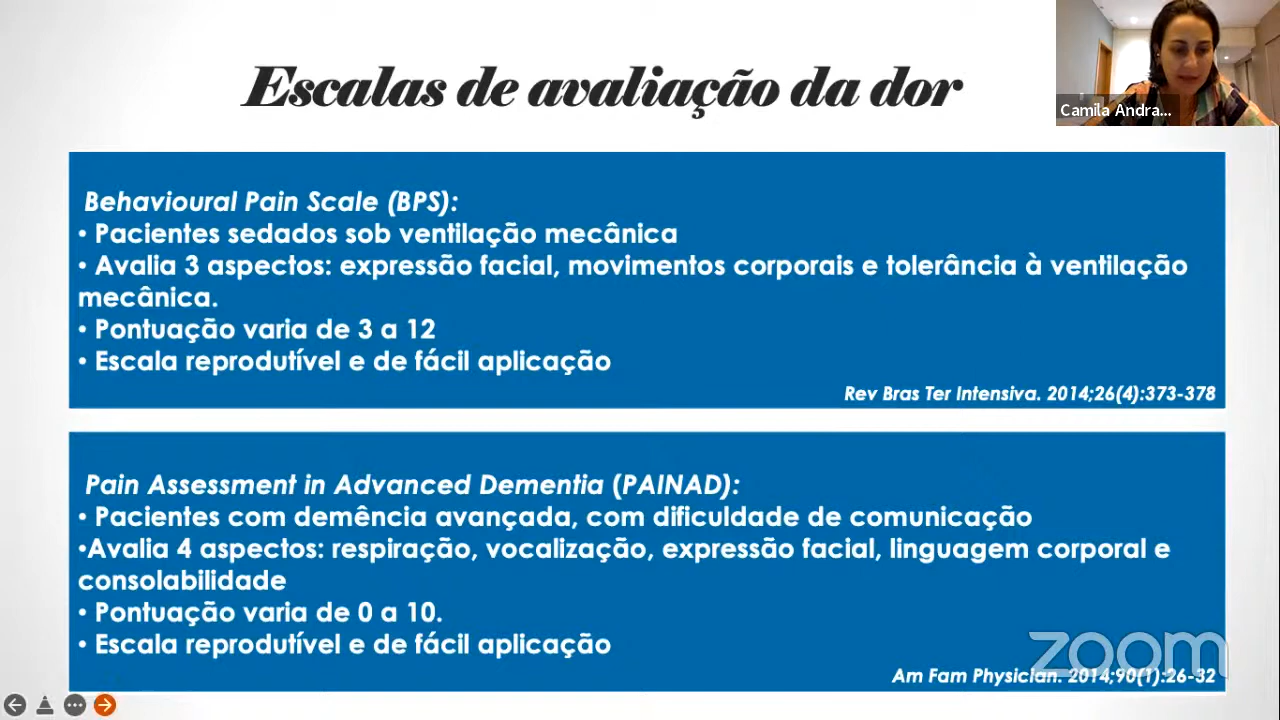 Escalas de avaliação da dor
Camila Andra...
Behavioural Pain Scale (BPS):
• Pacientes sedados sob ventilação mecânica
• Avalia 3 aspectos: expressão facial, movimentos corporais e tolerância à ventilação
mecânica.
• Pontuação varia de 3 a 12
• Escala reprodutível e de fácil aplicação
Rev Bras Ter Intensiva. 2014;26(4):373-378
Pain Assessment in Advanced Dementia (PAINAD):
• Pacientes com demência avançada, com dificuldade de comunicação
•Avalia 4 aspectos: respiração, vocalização, expressão facial, linguagem corporal e
consolabilidade
• Pontuação varia de 0 a 10.
• Escala reprodutível e de fácil aplicação
zoom
Am Fam Physician. 2014;90(1):26-32